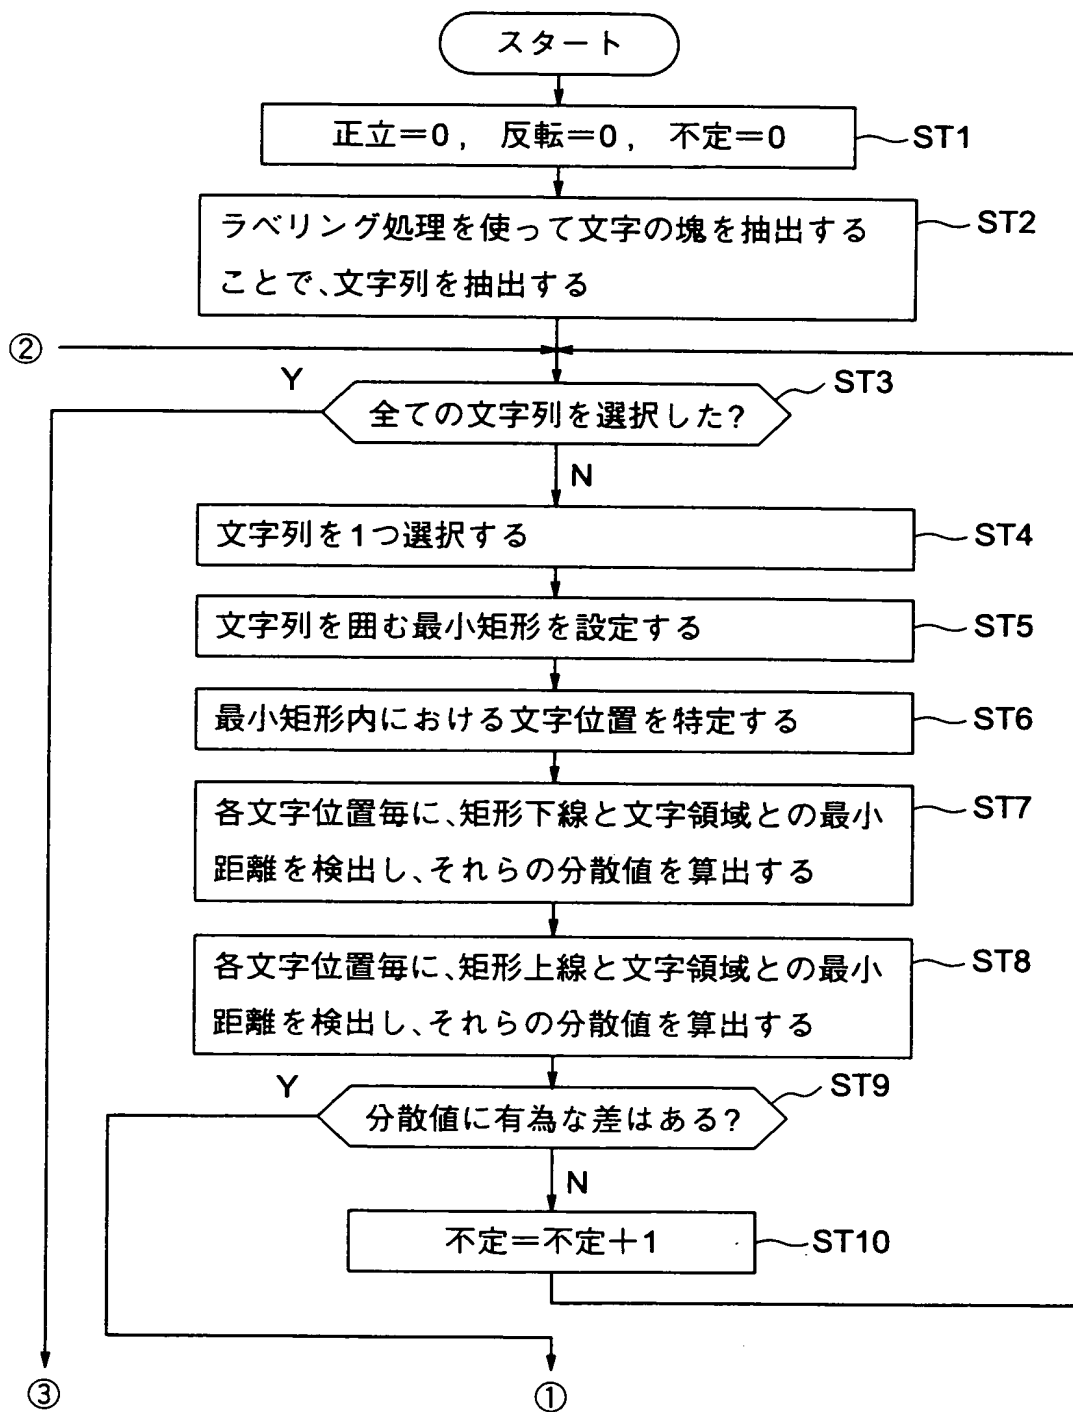 スタート
正立=0, 反転=0, 不定=0
ST1
ラベリング処理を使って文字の塊を抽出する
ことで、文字列を抽出する
ST2
②
Y
全ての文字列を選択した?
ST3
N
文字列を1つ選択する
ST4
文字列を囲む最小矩形を設定する
ST5
最小矩形内における文字位置を特定する
ST6
各文字位置毎に、矩形下線と文字領域との最小
距離を検出し、それらの分散値を算出する
ST7
各文字位置毎に、矩形上線と文字領域との最小
距離を検出し、それらの分散値を算出する
ST8
Y
分散値に有為な差はある?
ST9
N
不定=不定+1
ST10
③
①